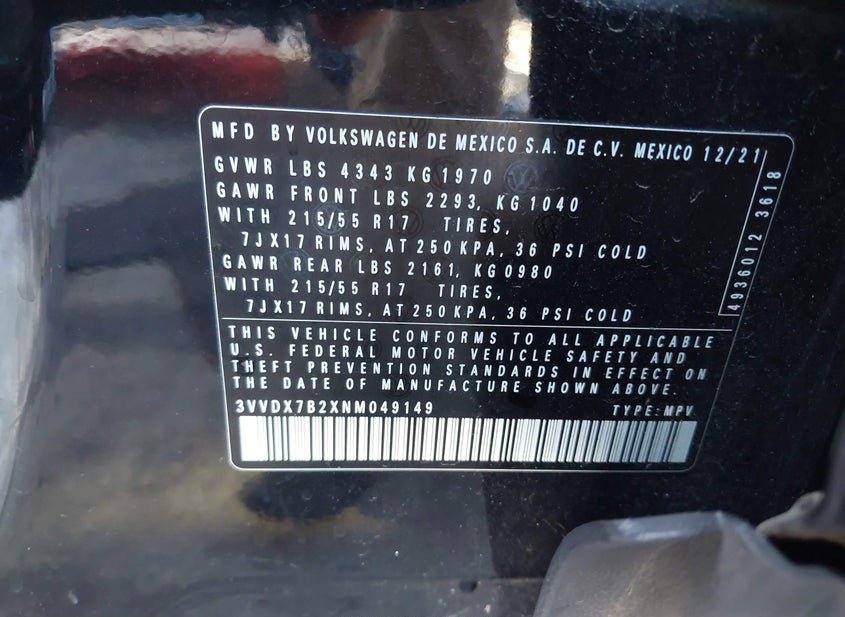 MFD BY VOLKSWAGEN DE MEXICO S.A. DE C.V. MEXICO 12/21
GVWR LBS 4343 KG 1970
GAWR FRONT LBS 2293, KG 1040
WITH 215/55 R17 TIRES,
7JX17 RIMS, AT 250 KPA, 36 PSI COLD
GAWR REAR LBS 2161, KG 0980
WITH 215/55 R17 TIRES,
7JX17 RIMS, AT 250 KPA, 36 PSI COLD
4936012 3618
THIS VEHICLE CONFORMS TO ALL APPLICABLE
U.S. FEDERAL MOTOR VEHICLE SAFETY AND
THEFT PREVENTION STANDARDS IN EFFECT ON
THE DATE OF MANUFACTURE SHOWN ABOVE.
3VVDX7B2XNM049149 TYPE: MPV